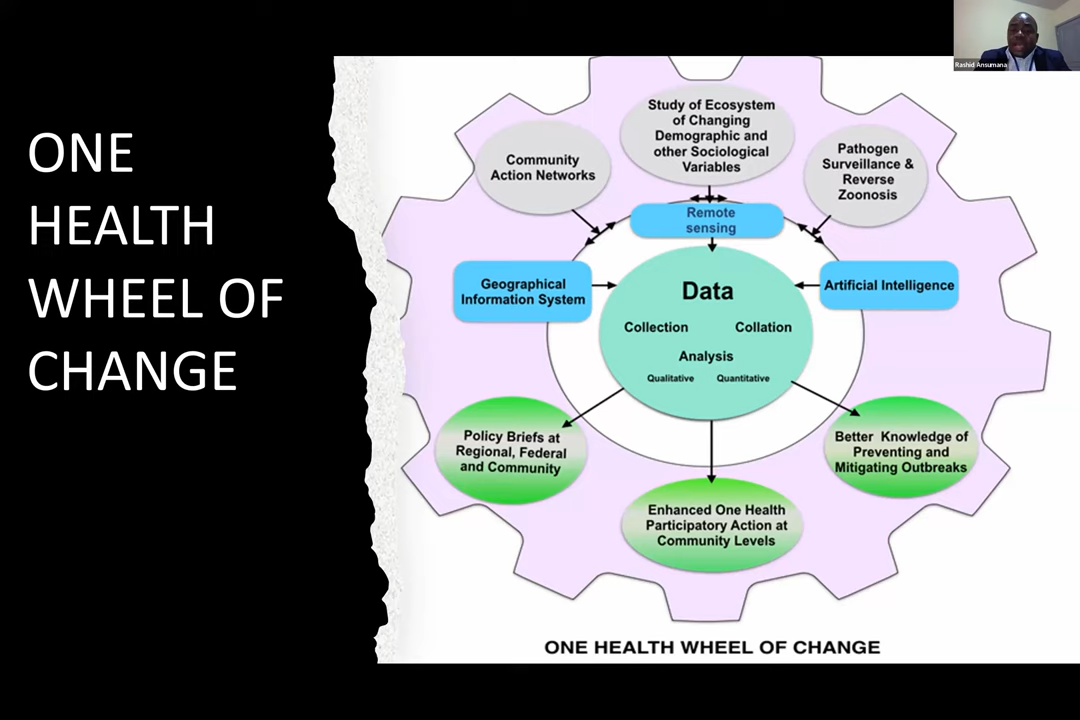 Rashid Ansumana
ONE
HEALTH
WHEEL OF
CHANGE
Study of Ecosystem
of Changing
Demographic and
other Sociological
Variables
Community
Action Networks
Pathogen
Surveillance &
Reverse
Zoonosis
Remote
sensing
Geographical
Information System
Artificial Intelligence
Data
Collection Collation
Analysis
Qualitative Quantitative
Policy Briefs at
Regional, Federal
and Community
Better Knowledge of
Preventing and
Mitigating Outbreaks
Enhanced One Health
Participatory Action at
Community Levels
ONE HEALTH WHEEL OF CHANGE